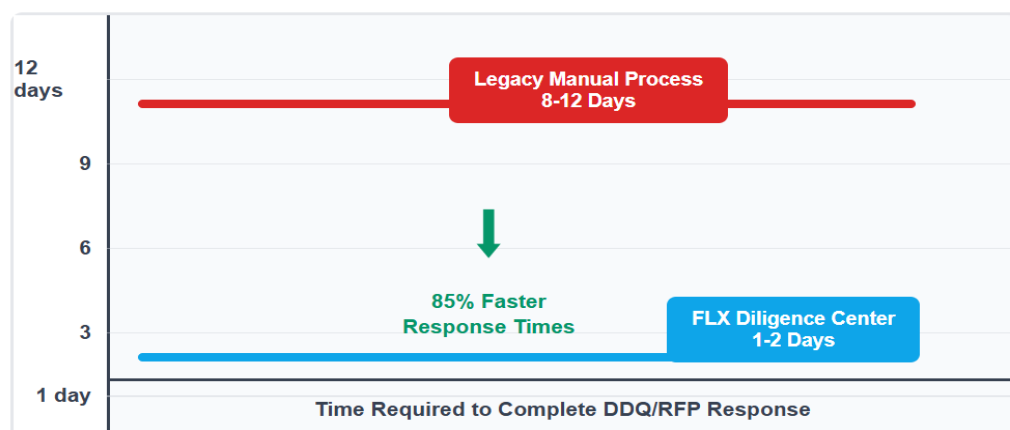 12
days
Legacy Manual Process
8-12 Days
9
6
85% Faster
Response Times
3
FLX Diligence Center
1-2 Days
1 day
Time Required to Complete DDQ/RFP Response